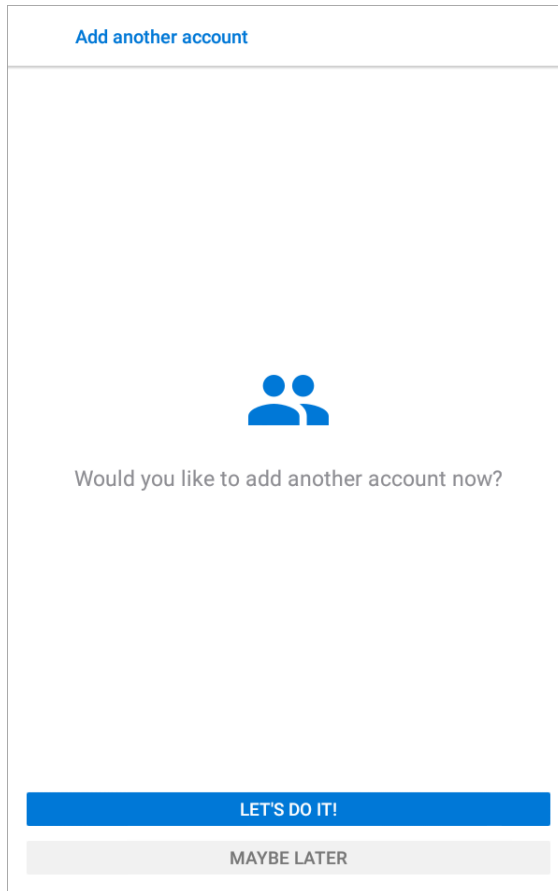 Add another account
Would you like to add another account now?
LET'S DO IT!
MAYBE LATER